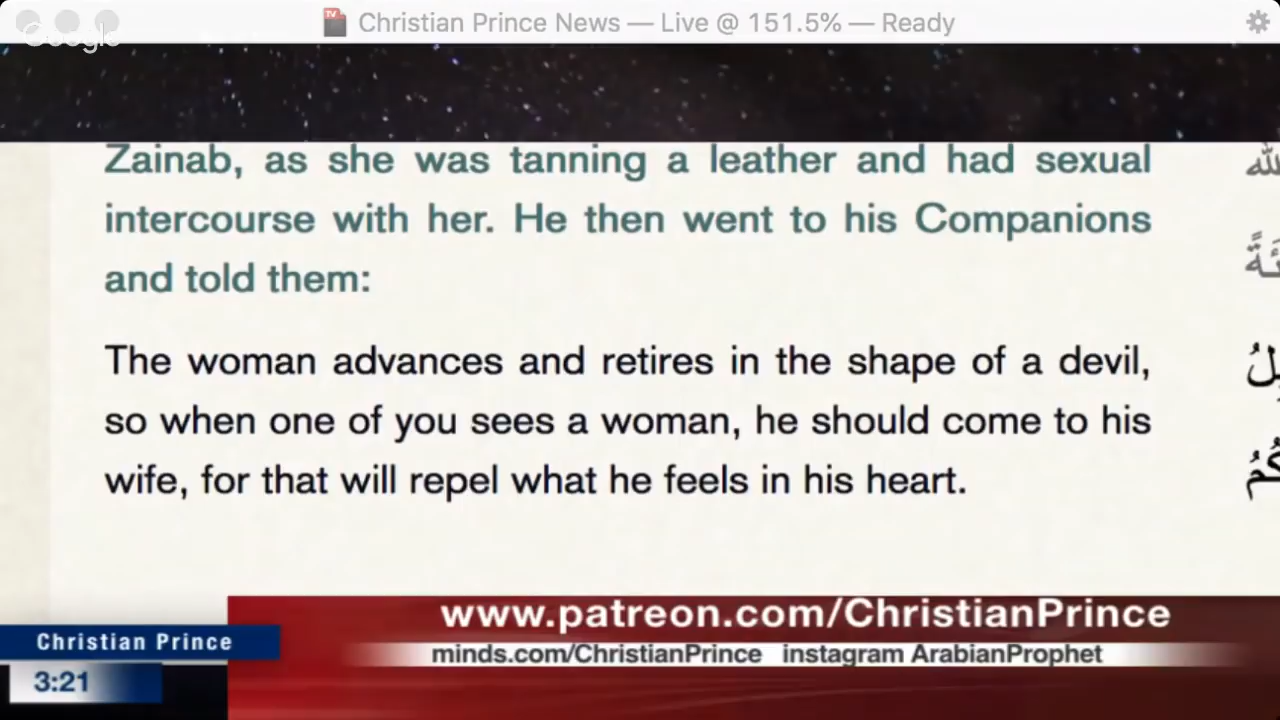 Christian Prince News — Live @ 151.5% — Ready
Google
Zainab, as she was tanning a leather and had sexual
intercourse with her. He then went to his Companions
and told them:
The woman advances and retires in the shape of a devil,
so when one of you sees a woman, he should come to his
wife, for that will repel what he feels in his heart.
www.patreon.com/ChristianPrince
Christian Prince
minds.com/ChristianPrince instagram ArabianProphet
3:21